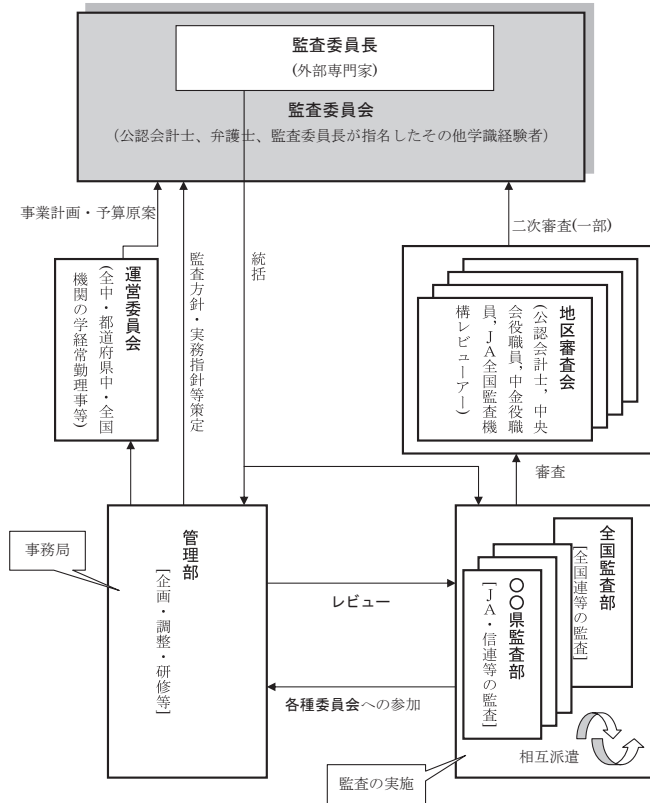 監査委員長
(外部専門家)
監査委員会
(公認会計士、弁護士、監査委員長が指名したその他学識経験者)
事業計画・予算原案
二次審査(一部)
運営委員会
(全中・都道府県中・全国
機関の学経常勤理事等)
監査方針・実務指針等策定
統括
地区審査会
(公認会計士，中央
会役職員，中金役職
員，JA全国監査機
構レビューアー)
審査
事務局
管理部
[企画・調整・研修等]
レビュー
各種委員会への参加
全国監査部
[全国連等の監査]
〇〇県監査部
[JA・信連等の監査]
相互派遣
監査の実施